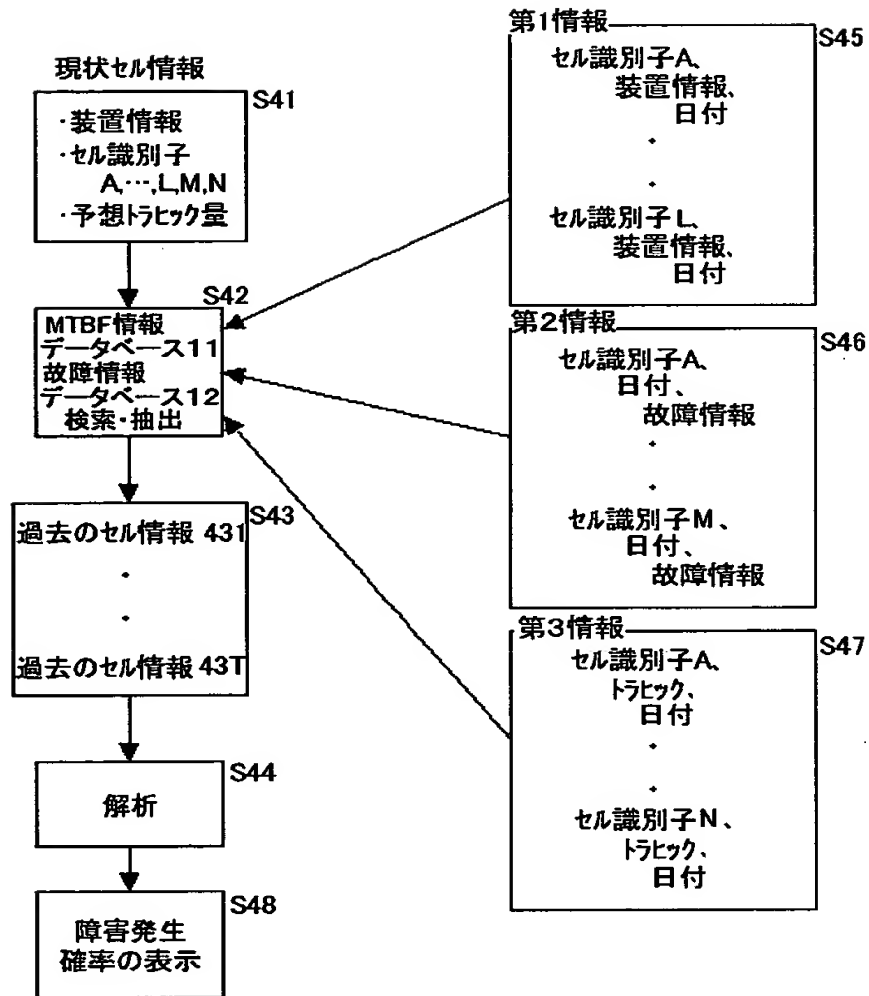 現状セル情報
S41
・装置情報
・セル識別子
A,…,L,M,N
・予想トラヒック量
S42
MTBF情報
データベース11
故障情報
データベース12
検索・抽出
S43
過去のセル情報 431
・
・
過去のセル情報 43T
S44
解析
S48
障害発生
確率の表示
第1情報
S45
セル識別子A、
装置情報、
日付
・
・
セル識別子L、
装置情報、
日付
第2情報
S46
セル識別子A、
日付、
故障情報
・
・
セル識別子M、
日付、
故障情報
第3情報
S47
セル識別子A、
トラヒック、
日付
・
・
セル識別子N、
トラヒック、
日付